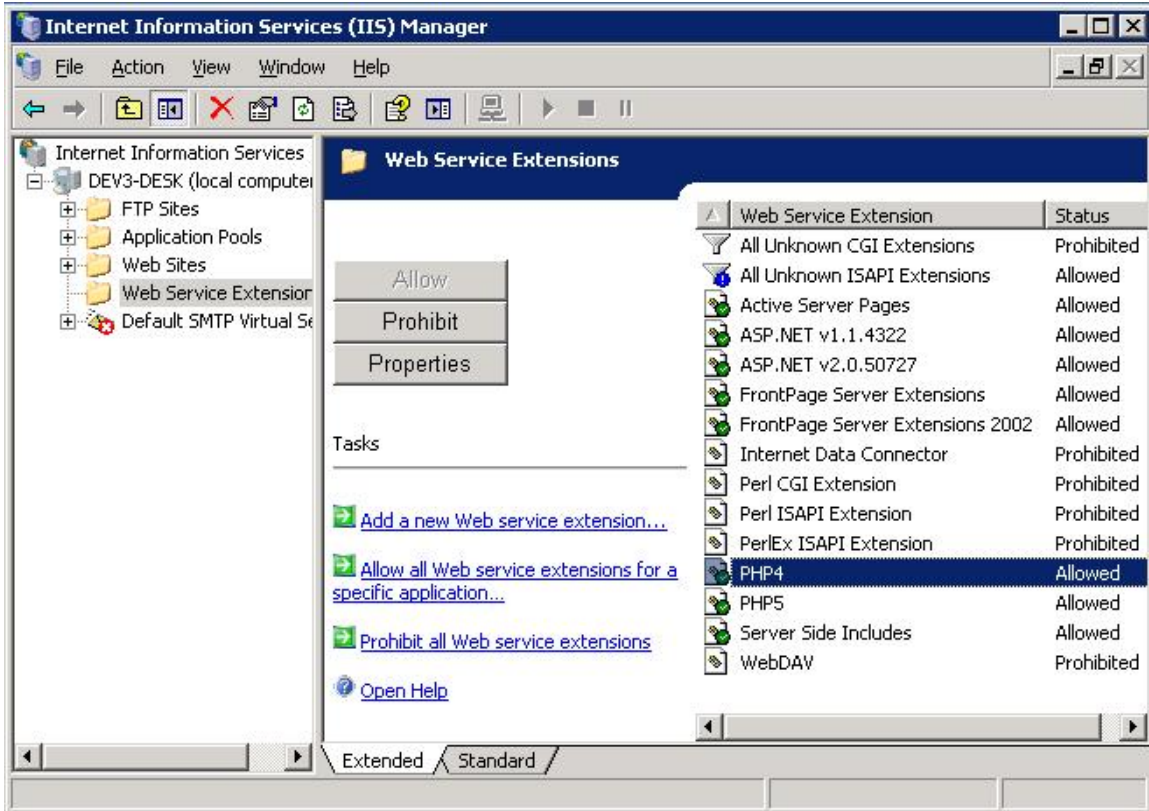 Internet Information Services (IIS) Manager
File Action View Window Help
Internet Information Services
DEV3-DESK (local computer
FTP Sites
Application Pools
Web Sites
Web Service Extension
Default SMTP Virtual Se
Web Service Extensions
Allow
Prohibit
Properties
Tasks
Add a new Web service extension...
Allow all Web service extensions for a
specific application...
Prohibit all Web service extensions
Open Help
Web Service Extension Status
All Unknown CGI Extensions Prohibited
All Unknown ISAPI Extensions Allowed
Active Server Pages Allowed
ASP.NET v1.1.4322 Allowed
ASP.NET v2.0.50727 Allowed
FrontPage Server Extensions Allowed
FrontPage Server Extensions 2002 Allowed
Internet Data Connector Prohibited
Perl CGI Extension Prohibited
Perl ISAPI Extension Prohibited
PerlEx ISAPI Extension Prohibited
PHP4 Allowed
PHP5 Allowed
Server Side Includes Allowed
WebDAV Prohibited
Extended Standard